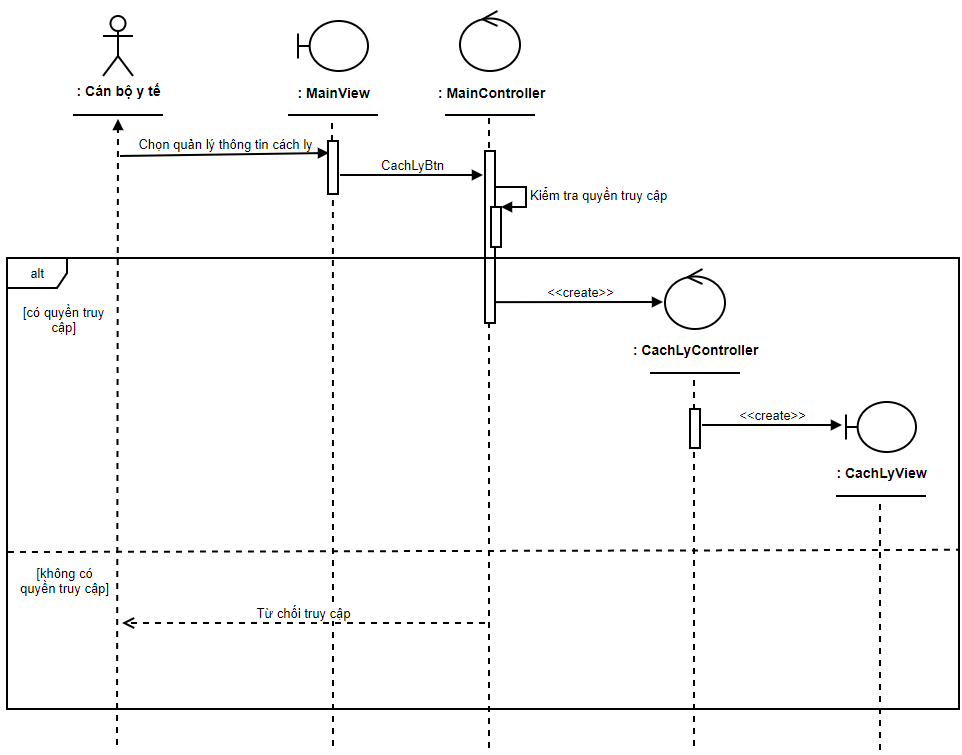 : Cán bộ y tế
: MainView
: MainController
Chọn quản lý thông tin cách ly
CachLyBtn
Kiểm tra quyền truy cập
alt
[có quyền truy
cập]
<<create>>
: CachLyController
<<create>>
: CachLyView
[không có
quyền truy cập]
Từ chối truy cập